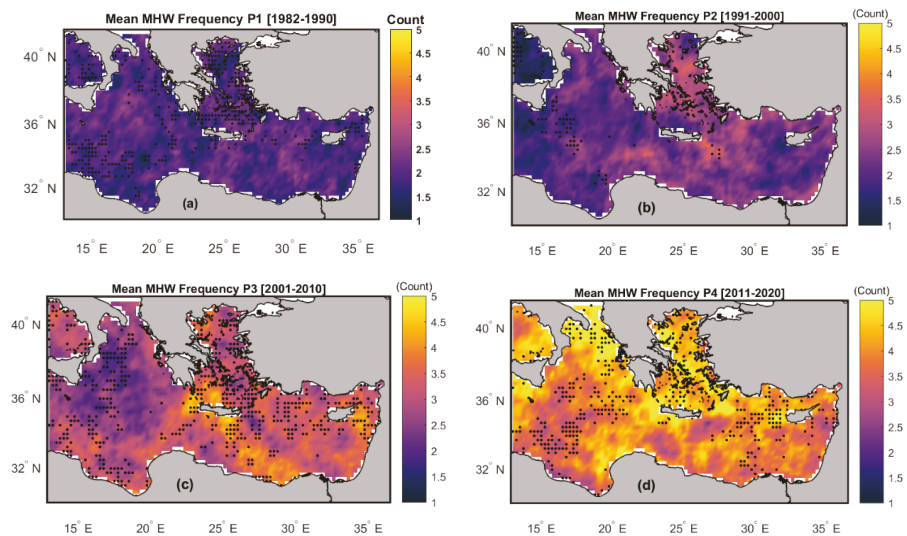 Mean MHW Frequency P1 [1982-1990]
Count
5
4.5
4
3.5
3
2.5
2
1.5
1
40° N
36° N
32° N
(a)
15° E 20° E 25° E 30° E 35° E
Mean MHW Frequency P2 [1991-2000]
(Count)
5
4.5
4
3.5
3
2.5
2
1.5
1
40° N
36° N
32° N
(b)
15° E 20° E 25° E 30° E 35° E
Mean MHW Frequency P3 [2001-2010]
(Count)
5
4.5
4
3.5
3
2.5
2
1.5
1
40° N
36° N
32° N
(c)
15° E 20° E 25° E 30° E 35° E
Mean MHW Frequency P4 [2011-2020]
(Count)
5
4.5
4
3.5
3
2.5
2
1.5
1
40° N
36° N
32° N
(d)
15° E 20° E 25° E 30° E 35° E